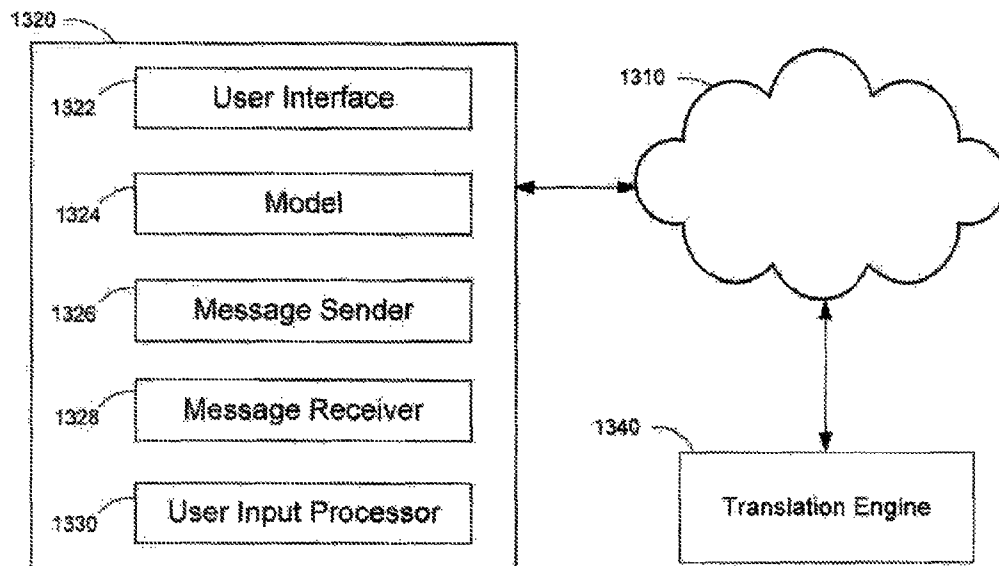 1320
1322
User Interface
1324
Model
1326
Message Sender
1328
Message Receiver
1330
User Input Processor
1310
1340
Translation Engine